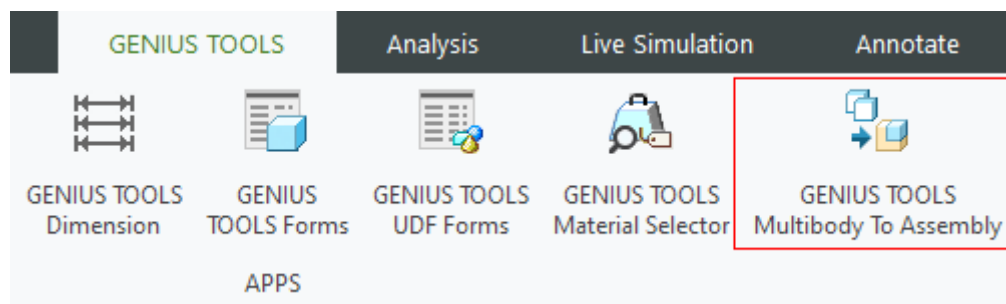 GENIUS TOOLS Analysis Live Simulation Annotate
GENIUS TOOLS GENIUS GENIUS TOOLS GENIUS TOOLS GENIUS TOOLS
Dimension TOOLS Forms UDF Forms Material Selector Multibody To Assembly
APPS